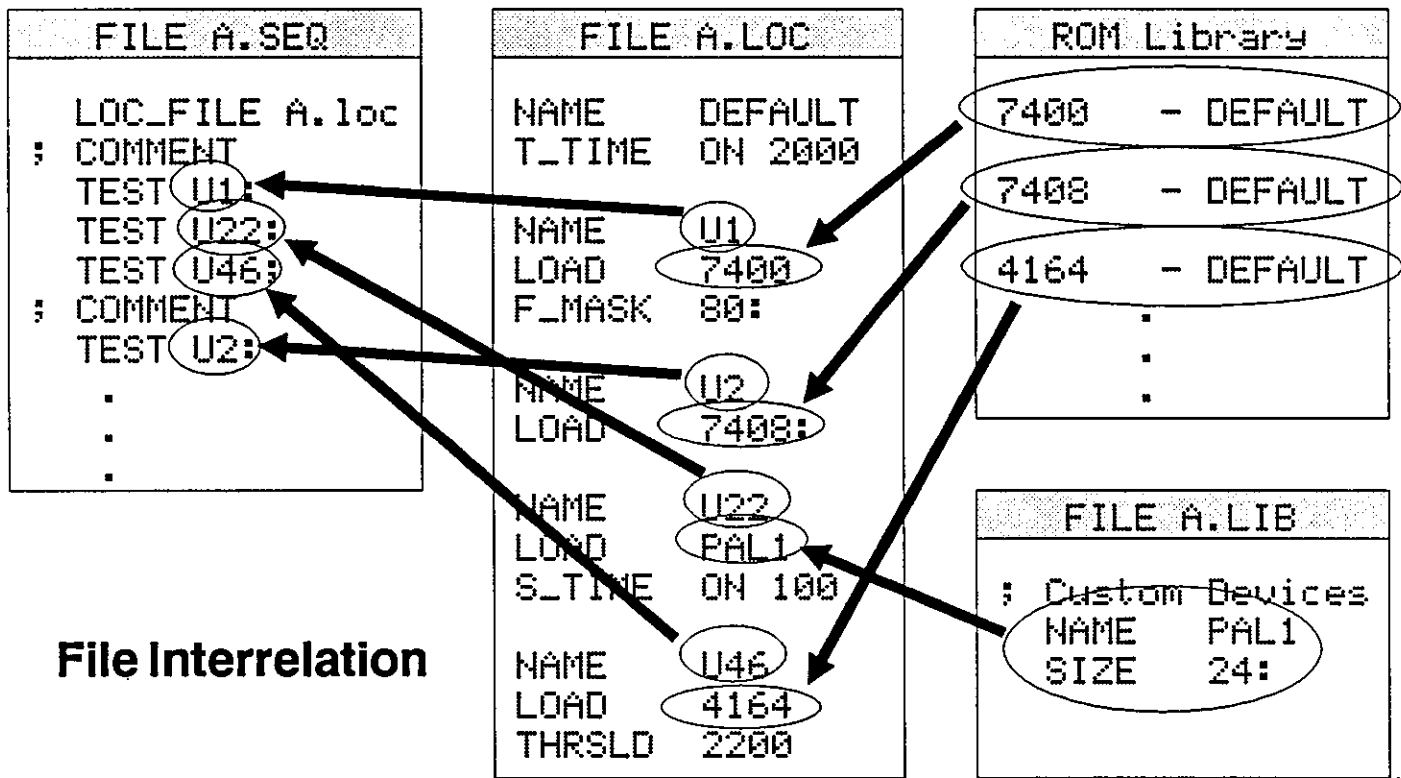 FILE A.SEQ
LOC_FILE A.loc
; COMMENT
TEST U1:
TEST U22:
TEST U46:
; COMMENT
TEST U2:
.
.
.
File Interrelation
FILE A.LOC
NAME DEFAULT
T_TIME ON 2000
NAME U1
LOAD 7400
F_MASK 80:
NAME U2
LOAD 7408:
NAME U22
LOAD PAL1
S_TIME ON 100
NAME U46
LOAD 4164
THRSLD 2200
ROM Library
7400 - DEFAULT
7408 - DEFAULT
4164 - DEFAULT
.
.
.
FILE A.LIB
; Custom Devices
NAME PAL1
SIZE 24: